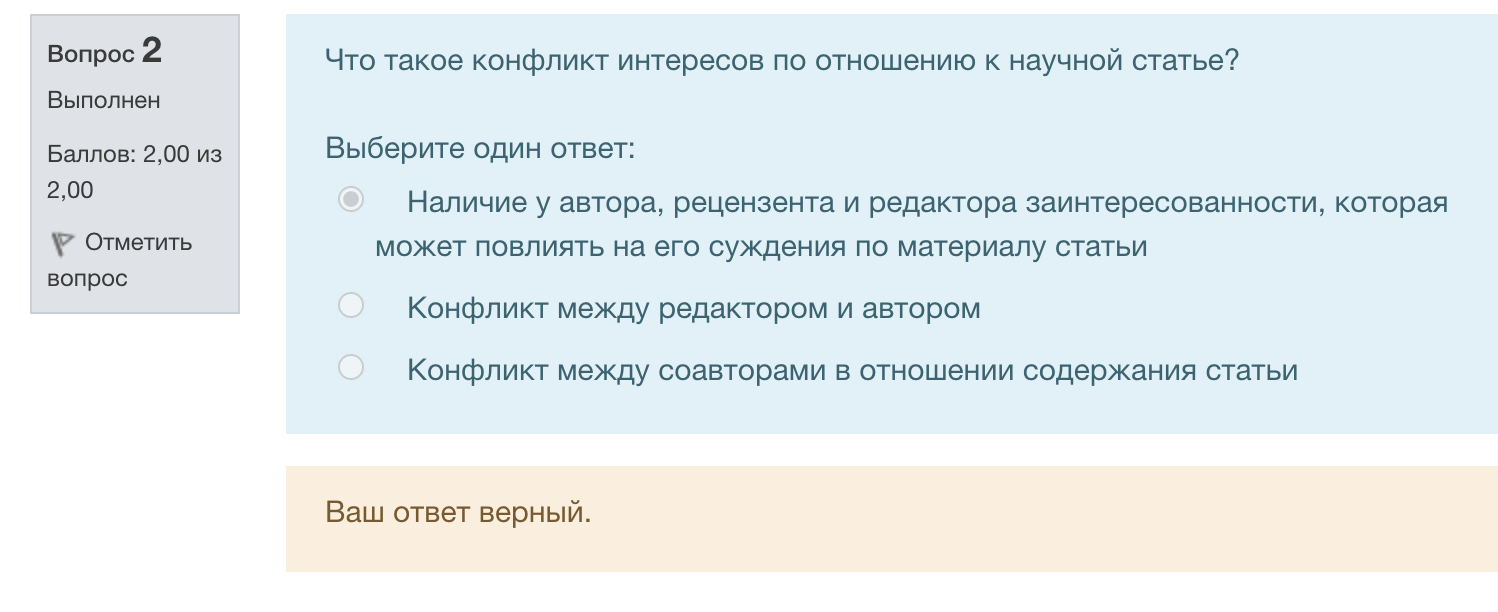 Вопрос 2
Выполнен
Баллов: 2,00 из
2,00
Отметить
вопрос
Что такое конфликт интересов по отношению к научной статье?
Выберите один ответ:
Наличие у автора, рецензента и редактора заинтересованности, которая
может повлиять на его суждения по материалу статьи
Конфликт между редактором и автором
Конфликт между соавторами в отношении содержания статьи
Ваш ответ верный.